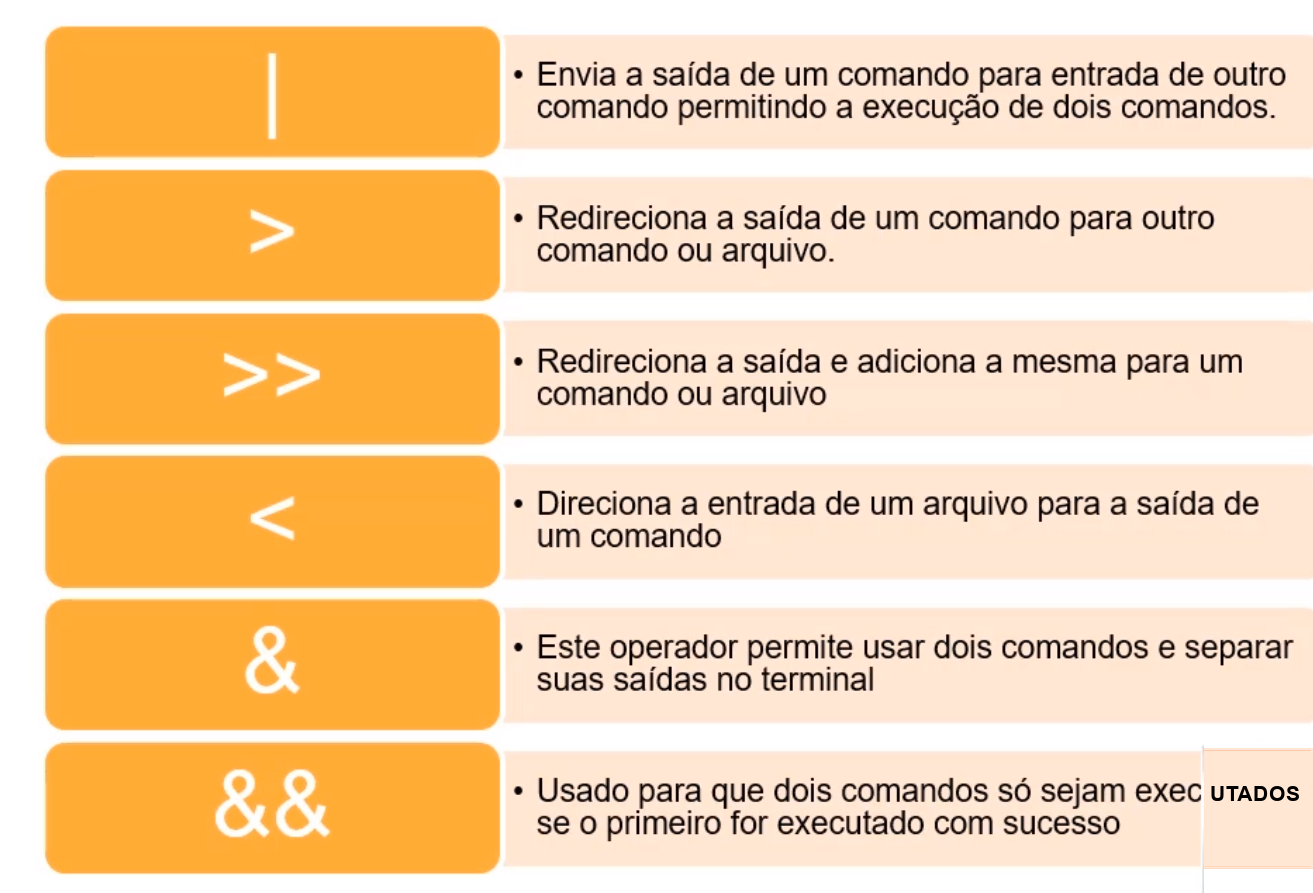 |
• Envia a saída de um comando para entrada de outro
comando permitindo a execução de dois comandos.
>
• Redireciona a saída de um comando para outro
comando ou arquivo.
>>
• Redireciona a saída e adiciona a mesma para um
comando ou arquivo
<
• Direciona a entrada de um arquivo para a saída de
um comando
&
• Este operador permite usar dois comandos e separar
suas saídas no terminal
&&
• Usado para que dois comandos só sejam exec UTADOS
se o primeiro for executado com sucesso